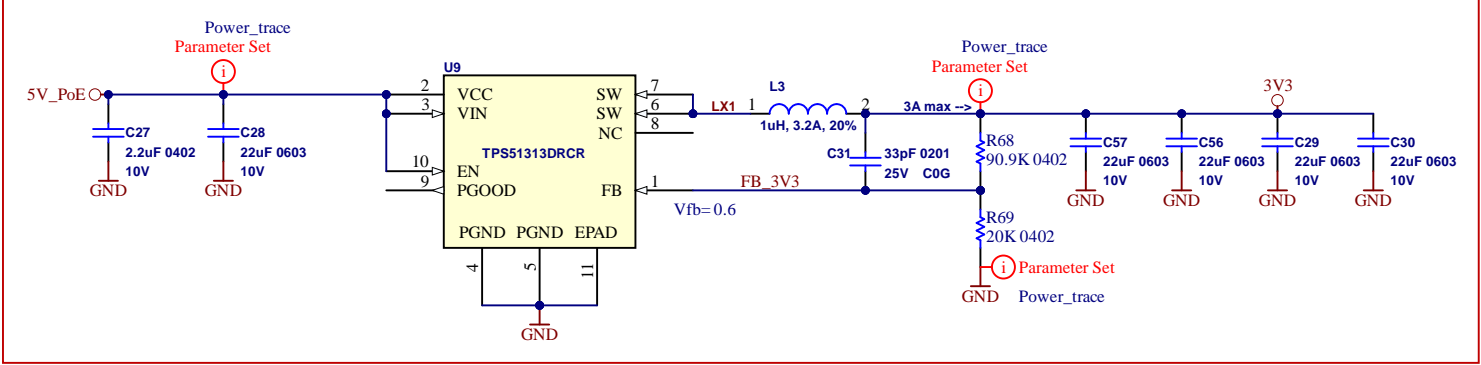 Power_trace
Parameter Set
i
5V_PoE
C27
2.2uF 0402
10V
GND
C28
22uF 0603
10V
GND
U9
2
VCC
3
VIN
10
EN
9
PGOOD
TPS51313DRCR
SW
7
SW
6
NC
8
FB
1
PGND
PGND
EPAD
4
5
11
GND
LX1
L3
1
2
1uH, 3.2A, 20%
3A max -->
Power_trace
Parameter Set
i
C31
33pF 0201
25V C0G
FB_3V3
Vfb= 0.6
R68
90.9K 0402
R69
20K 0402
i
Parameter Set
GND
Power_trace
3V3
C57
22uF 0603
10V
GND
C56
22uF 0603
10V
GND
C29
22uF 0603
10V
GND
C30
22uF 0603
10V
GND